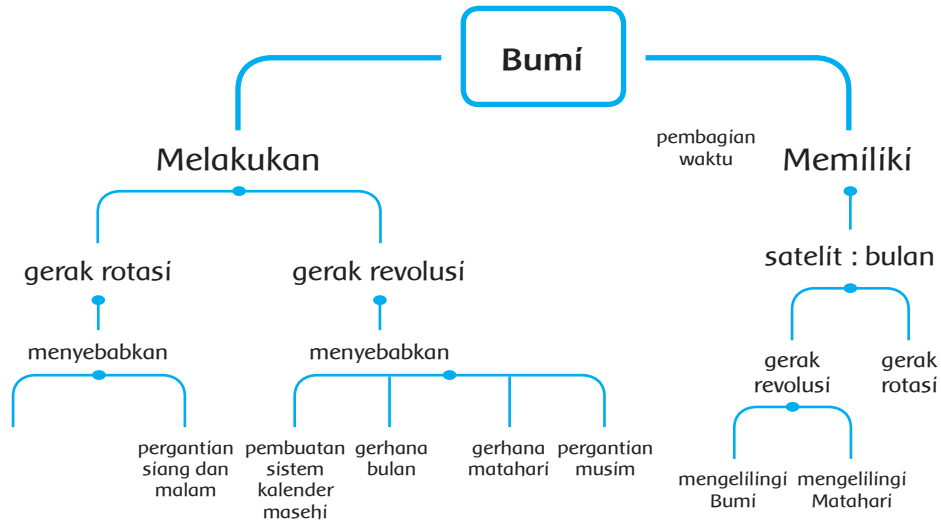 Bumi
Melakukan
pembagian
waktu
Memiliki
gerak rotasi
gerak revolusi
satelit : bulan
menyebabkan
menyebabkan
gerak
revolusi
gerak
rotasi
pergantian
siang dan
malam
pembuatan
sistem
kalender
masehi
gerhana
bulan
gerhana
matahari
pergantian
musim
mengelilingi
Bumi
mengelilingi
Matahari